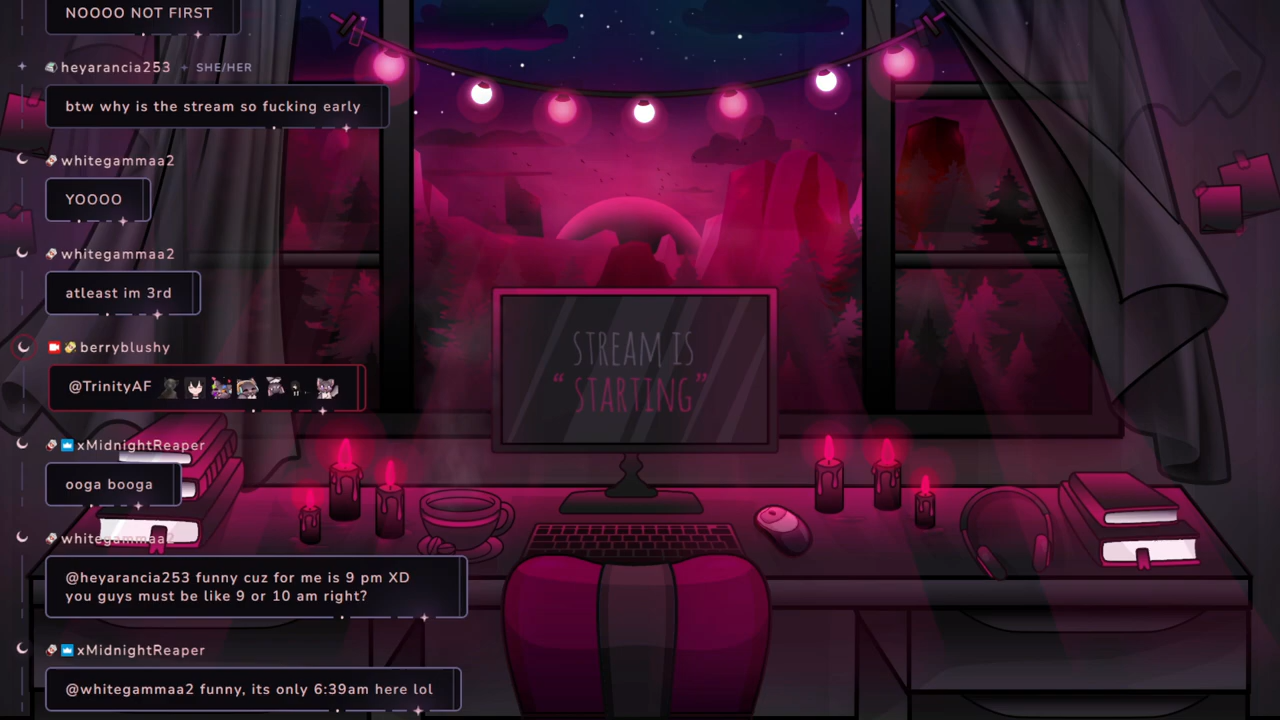 NOOOO NOT FIRST
heyarancia253 SHE/HER
btw why is the stream so fucking early
whitegammaa2
YOOOO
whitegammaa2
atleast im 3rd
berryblushy
@TrinityAF
xMidnightReaper
ooga booga
whitegammaa2
@heyarancia253 funny cuz for me is 9 pm XD
you guys must be like 9 or 10 am right?
xMidnightReaper
@whitegammaa2 funny, its only 6:39am here lol
STREAM IS
“ STARTING”